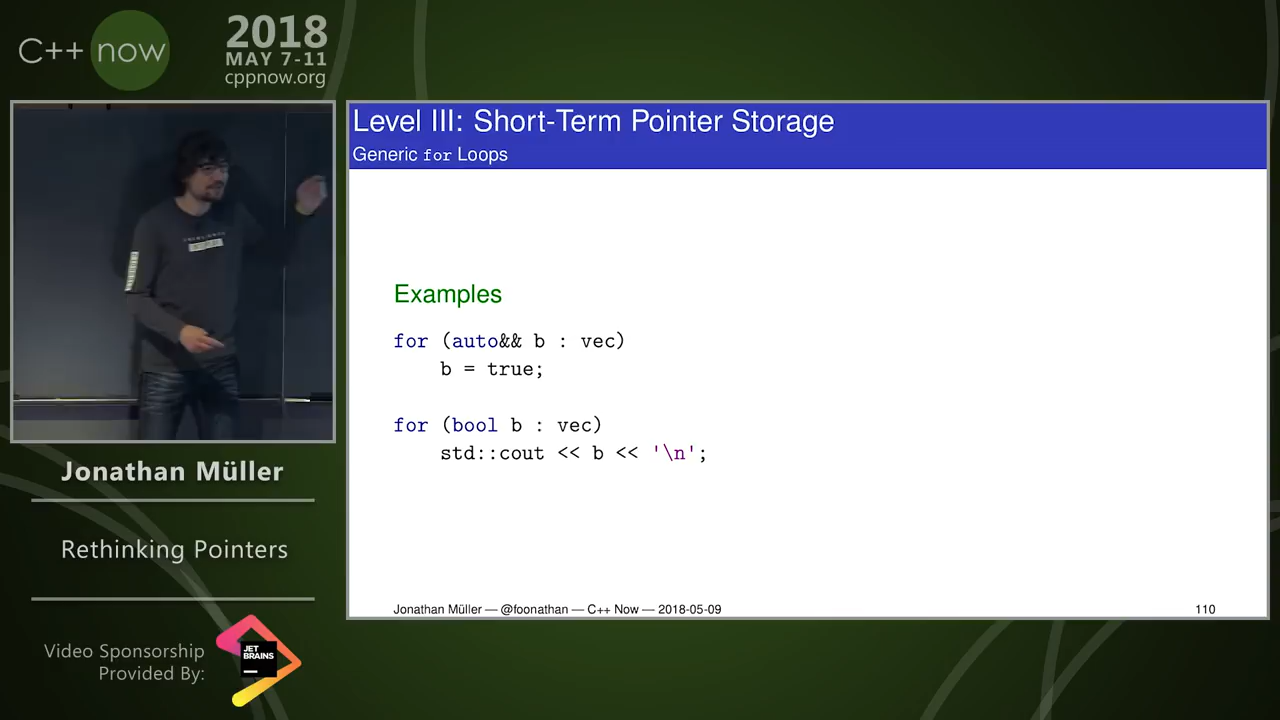 C++ now
2018
MAY 7-11
cppnow.org
Level III: Short-Term Pointer Storage
Generic for Loops
Examples
for (auto&& b : vec)
    b = true;
for (bool b : vec)
    std::cout << b << '\n';
Jonathan Müller — @foonathan — C++ Now — 2018-05-09
110
Jonathan Müller
Rethinking Pointers
Video Sponsorship
Provided By:
JET
BRAINS